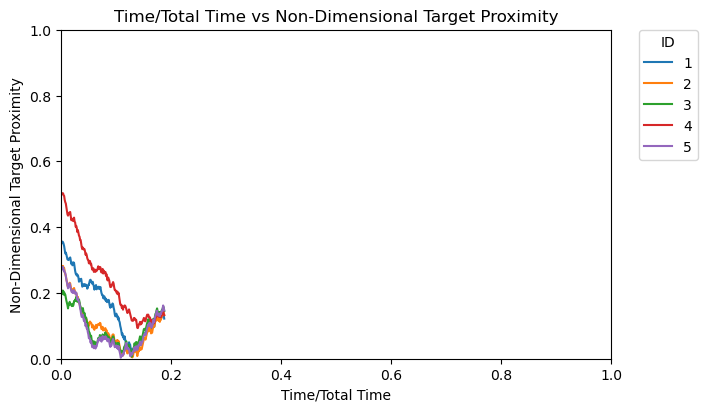 Time/Total Time vs Non-Dimensional Target Proximity
ID
1
2
3
4
5
Non-Dimensional Target Proximity
1.0
0.8
0.6
0.4
0.2
0.0
0.0 0.2 0.4 0.6 0.8 1.0
Time/Total Time